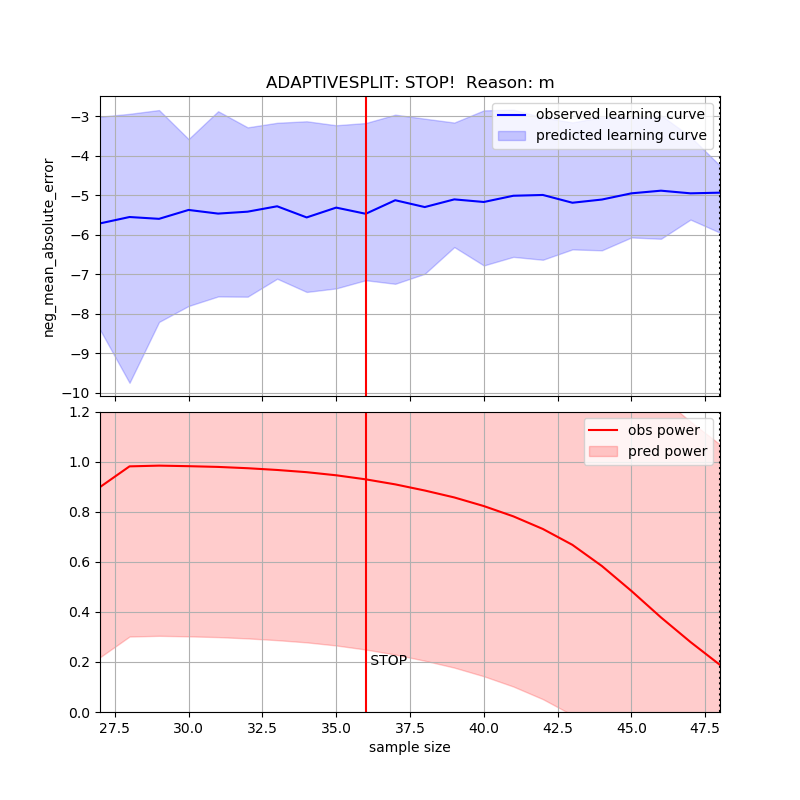 ADAPTIVESPLIT: STOP!  Reason: m
observed learning curve
predicted learning curve
−3
−4
−5
−6
−7
−8
−9
−10
neg_mean_absolute_error
obs power
pred power
1.2
1.0
0.8
0.6
0.4
0.2
0.0
STOP
27.5 30.0 32.5 35.0 37.5 40.0 42.5 45.0 47.5
sample size